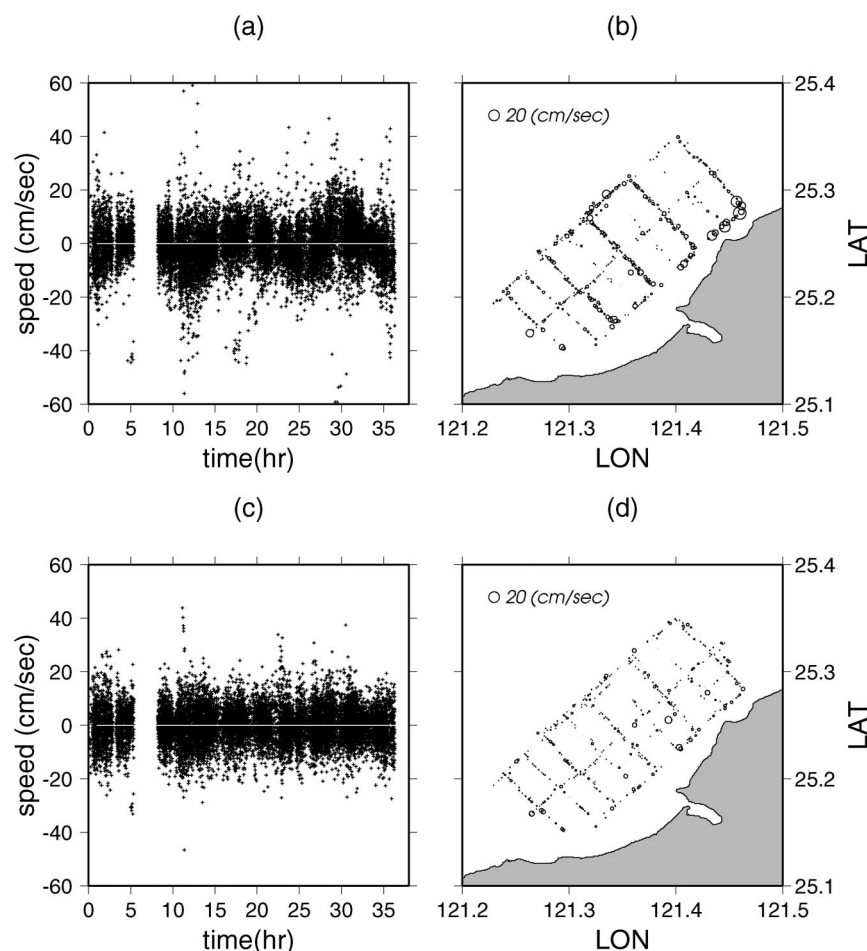 (a)
(b)
60
40
20
0
-20
-40
-60
speed (cm/sec)
0 5 10 15 20 25 30 35
time(hr)
20 (cm/sec)
25.4
25.3
25.2
25.1
LAT
121.2 121.3 121.4 121.5
LON
(c)
(d)
60
40
20
0
-20
-40
-60
speed (cm/sec)
0 5 10 15 20 25 30 35
time(hr)
20 (cm/sec)
25.4
25.3
25.2
25.1
LAT
121.2 121.3 121.4 121.5
LON